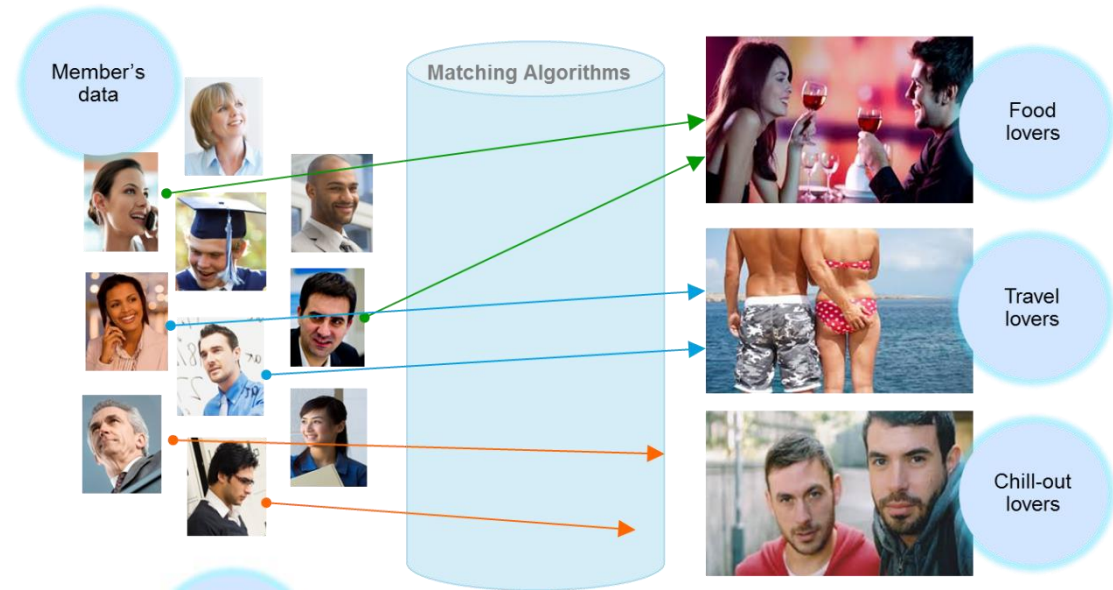 Member's
data
Matching Algorithms
Food
lovers
Travel
lovers
Chill-out
lovers